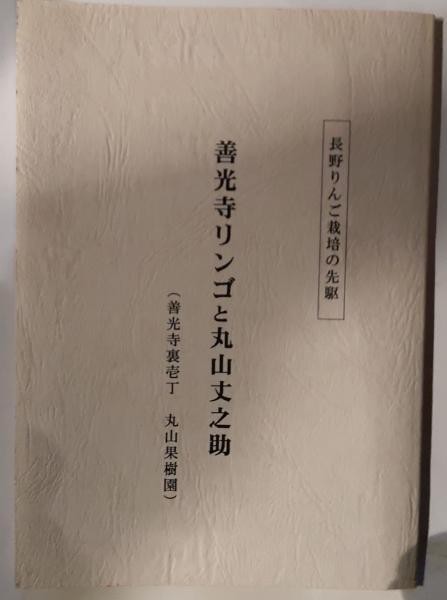 長野りんご栽培の先駆
善光寺リンゴと丸山丈之助
（善光寺裏壱丁　丸山果樹園）